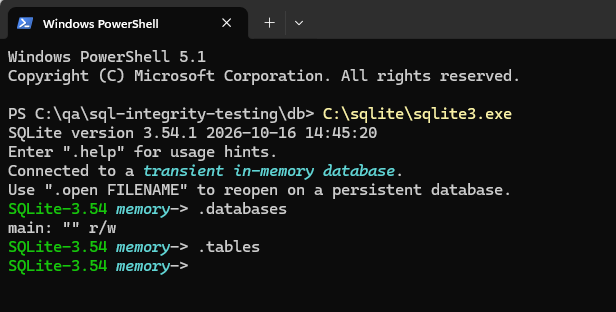 Windows PowerShell
Windows PowerShell 5.1
Copyright (C) Microsoft Corporation. All rights reserved.
PS C:\qa\sql-integrity-testing\db> C:\sqlite\sqlite3.exe
SQLite version 3.54.1 2026-10-16 14:45:20
Enter ".help" for usage hints.
Connected to a transient in-memory database.
Use ".open FILENAME" to reopen on a persistent database.
SQLite-3.54 memory-> .databases
main: "" r/w
SQLite-3.54 memory-> .tables
SQLite-3.54 memory->